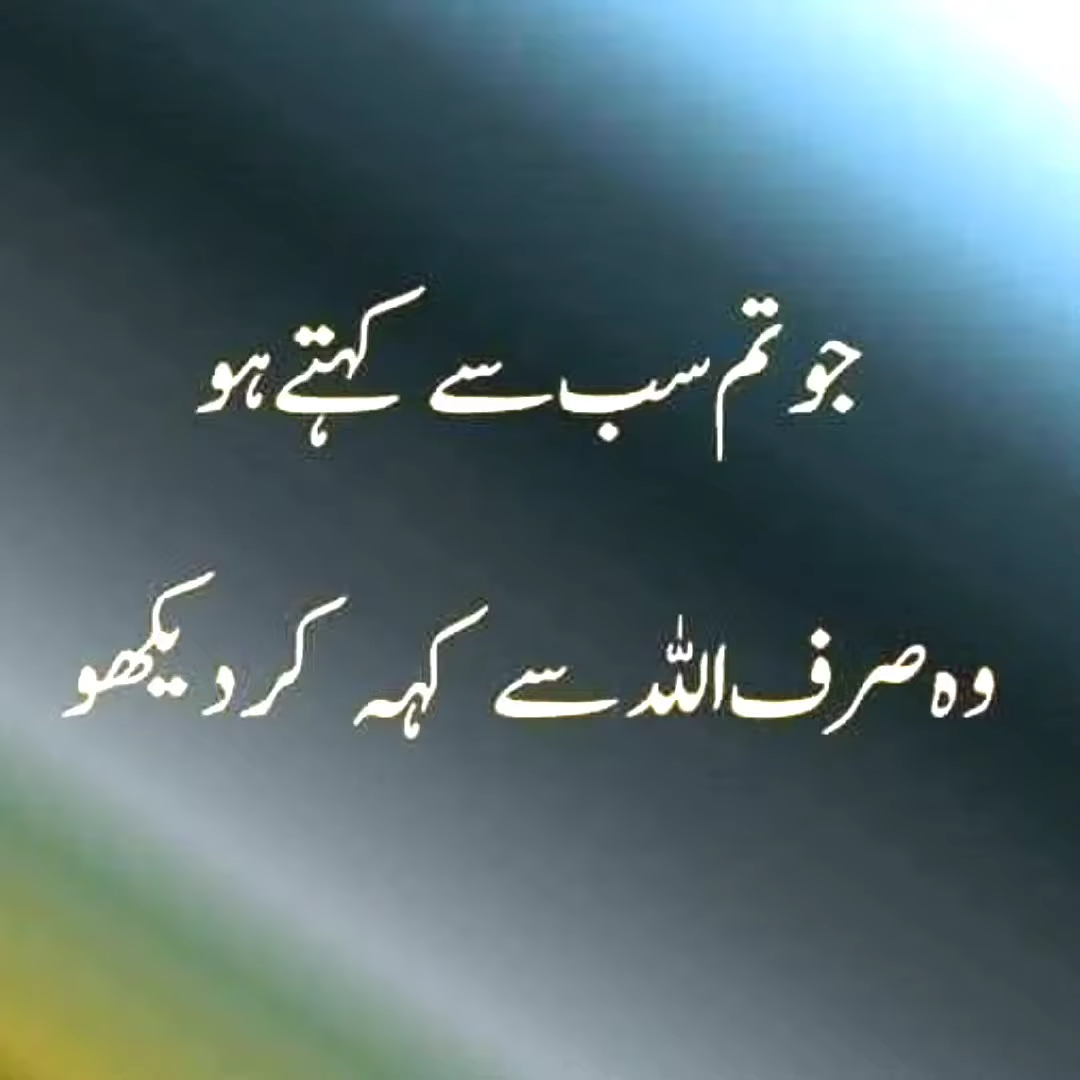 جو تم سب سے کہتے ہو
وہ صرف اللہ سے کہہ کر دیکھو